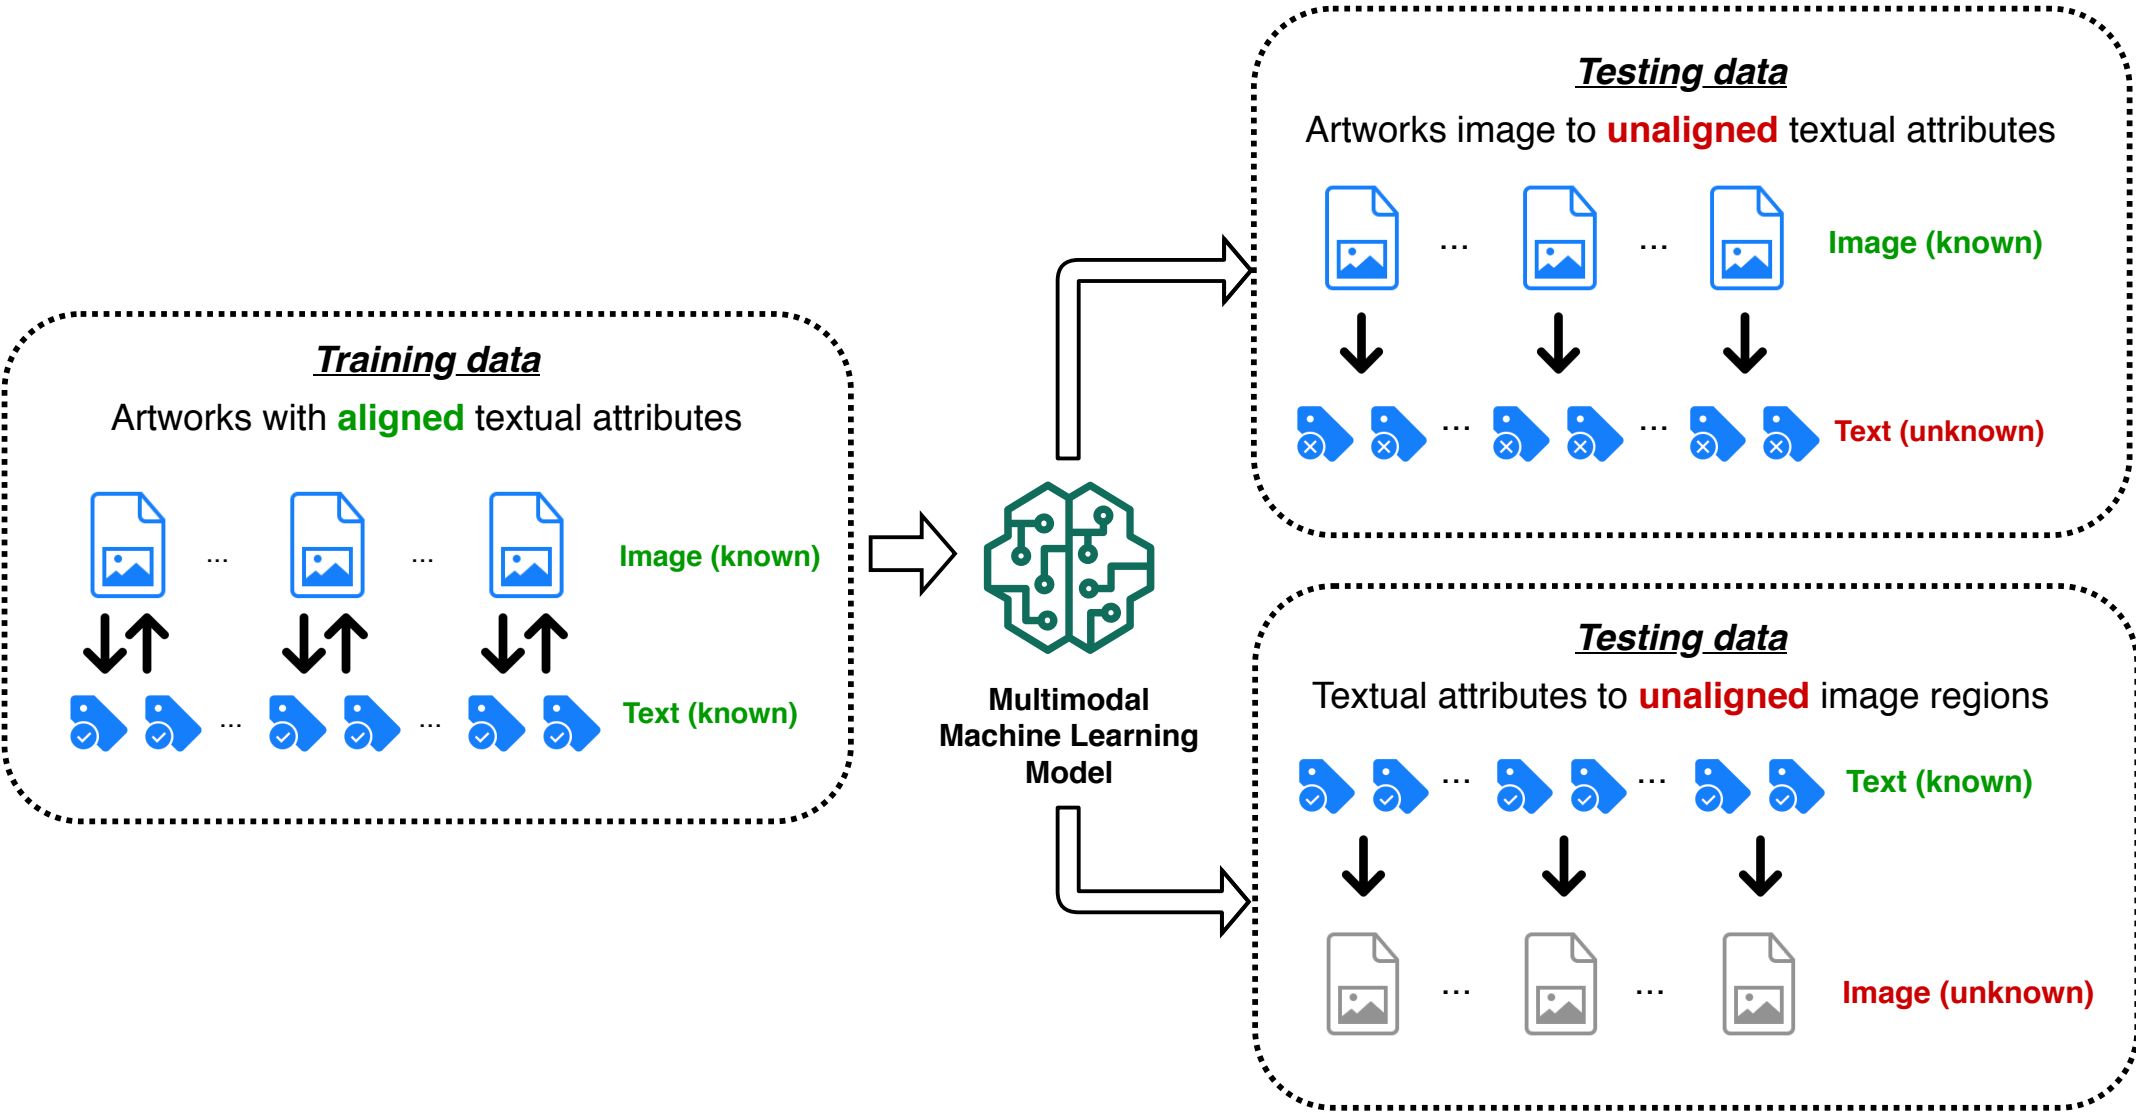 Training data
Artworks with aligned textual attributes
... ...
Image (known)
... ...
Text (known)
Multimodal
Machine Learning
Model
Testing data
Artworks image to unaligned textual attributes
... ...
Image (known)
... ...
Text (unknown)
Testing data
Textual attributes to unaligned image regions
... ...
Text (known)
... ...
Image (unknown)